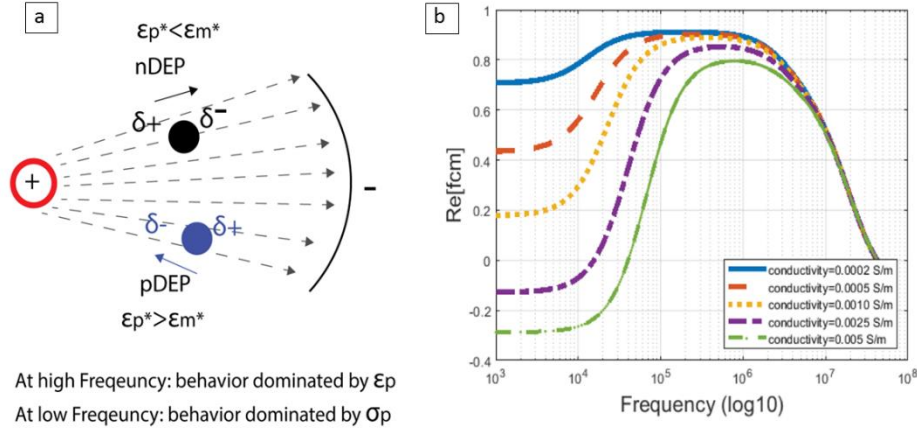 a
εp*<εm*
nDEP
δ+ δ-
+
-
δ- δ+
pDEP
εp*>εm*
At high Freqeuncy: behavior dominated by εp
At low Freqeuncy: behavior dominated by σp
b
Re[fcm]
1
0.8
0.6
0.4
0.2
0
-0.2
-0.4
conductivity=0.0002 S/m
conductivity=0.0005 S/m
conductivity=0.0010 S/m
conductivity=0.0025 S/m
conductivity=0.005 S/m
10³ 10⁴ 10⁵ 10⁶ 10⁷ 10⁸
Frequency (log10)